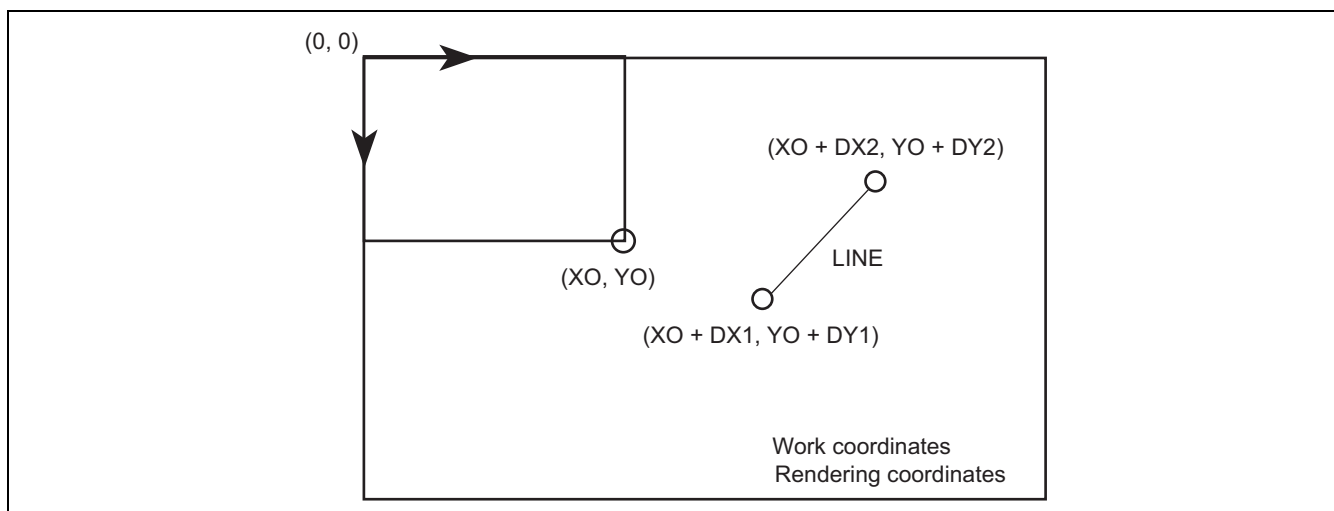 (0, 0)
(XO + DX2, YO + DY2)
LINE
(XO, YO)
(XO + DX1, YO + DY1)
Work coordinates
Rendering coordinates